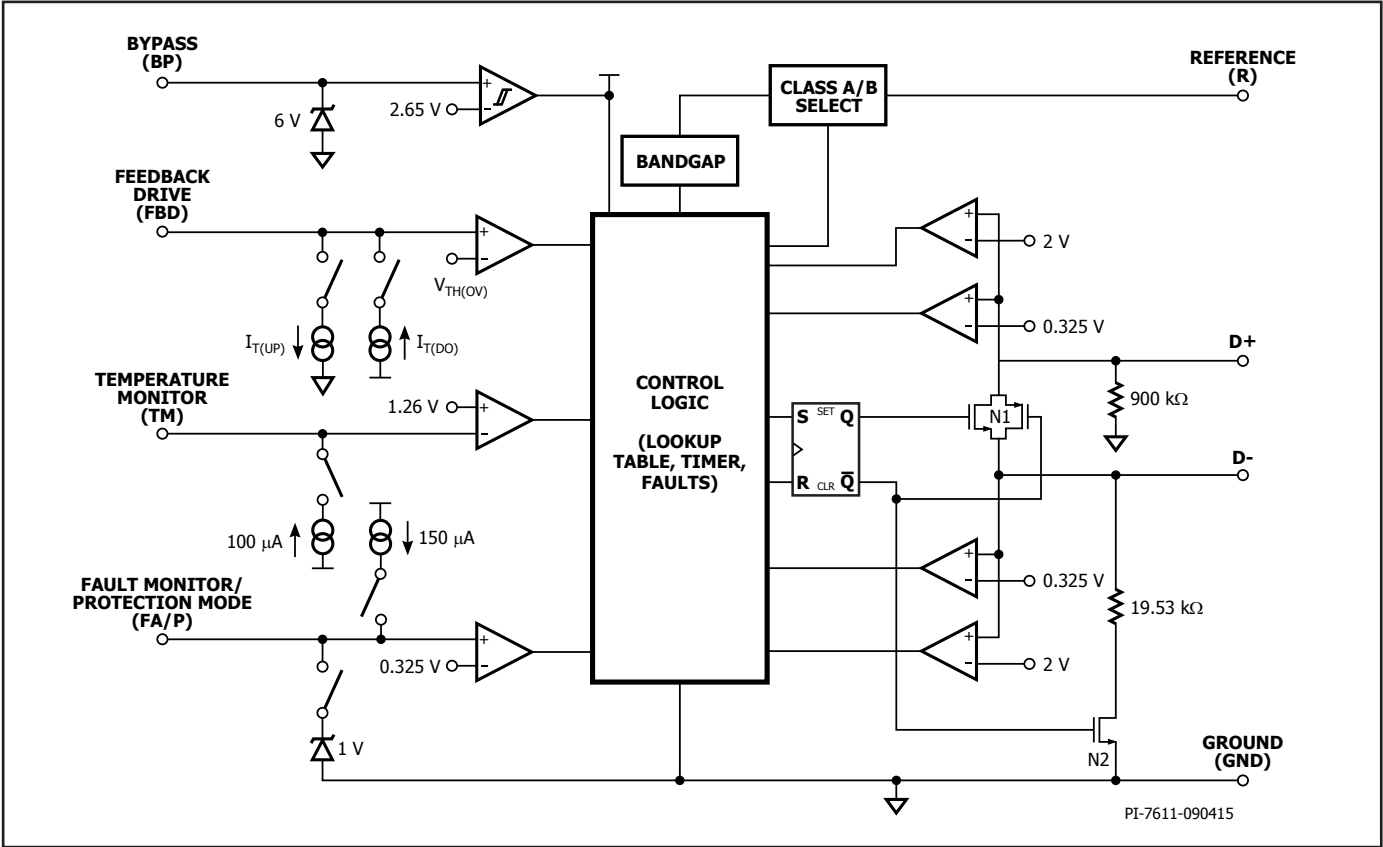 BYPASS
(BP)
6 V
2.65 V
+
-
CLASS A/B
SELECT
REFERENCE
(R)
BANDGAP
FEEDBACK
DRIVE
(FBD)
+
-
V_TH(OV)
I_T(UP)
I_T(DO)
TEMPERATURE
MONITOR
(TM)
1.26 V
+
-
100 µA
150 µA
FAULT MONITOR/
PROTECTION MODE
(FA/P)
0.325 V
+
-
1 V
CONTROL
LOGIC
(LOOKUP
TABLE, TIMER,
FAULTS)
+
-
2 V
+
-
0.325 V
D+
900 kΩ
S SET Q
R CLR Q̅
N1
D-
+
-
0.325 V
19.53 kΩ
+
-
2 V
N2
GROUND
(GND)
PI-7611-090415